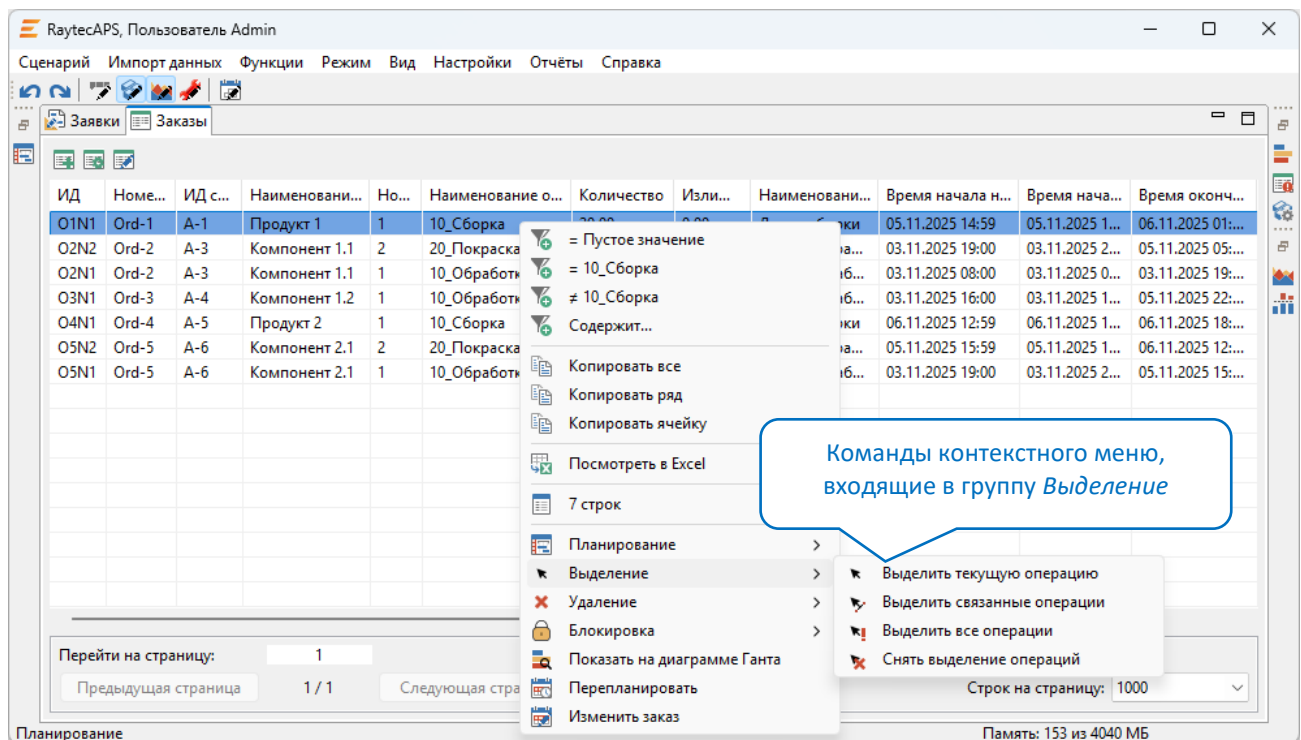 RaytecAPS, Пользователь Admin
Сценарий Импорт данных Функции Режим Вид Настройки Отчёты Справка
Заявки Заказы
ИД Номе... ИД с... Наименовани... Но... Наименование о... Количество Изли... Наименовани... Время начала н... Время нача... Время оконч...
O1N1 Ord-1 A-1 Продукт 1 1 10_Сборка 05.11.2025 14:59 05.11.2025 1... 06.11.2025 01:...
O2N2 Ord-2 A-3 Компонент 1.1 2 20_Покраска 03.11.2025 19:00 03.11.2025 2... 05.11.2025 05:...
O2N1 Ord-2 A-3 Компонент 1.1 1 10_Обработк 03.11.2025 08:00 03.11.2025 0... 03.11.2025 19:...
O3N1 Ord-3 A-4 Компонент 1.2 1 10_Обработк 03.11.2025 16:00 03.11.2025 1... 05.11.2025 22:...
O4N1 Ord-4 A-5 Продукт 2 1 10_Сборка 06.11.2025 12:59 06.11.2025 1... 06.11.2025 18:...
O5N2 Ord-5 A-6 Компонент 2.1 2 20_Покраска 05.11.2025 15:59 05.11.2025 1... 06.11.2025 12:...
O5N1 Ord-5 A-6 Компонент 2.1 1 10_Обработк 03.11.2025 19:00 03.11.2025 2... 05.11.2025 15:...
= Пустое значение
= 10_Сборка
≠ 10_Сборка
Содержит...
Копировать все
Копировать ряд
Копировать ячейку
Посмотреть в Excel
7 строк
Планирование
Выделение
Удаление
Блокировка
Показать на диаграмме Ганта
Перепланировать
Изменить заказ
Команды контекстного меню,
входящие в группу Выделение
Выделить текущую операцию
Выделить связанные операции
Выделить все операции
Снять выделение операций
Перейти на страницу: 1
Предыдущая страница 1 / 1 Следующая стра
Строк на страницу: 1000
Планирование
Память: 153 из 4040 МБ